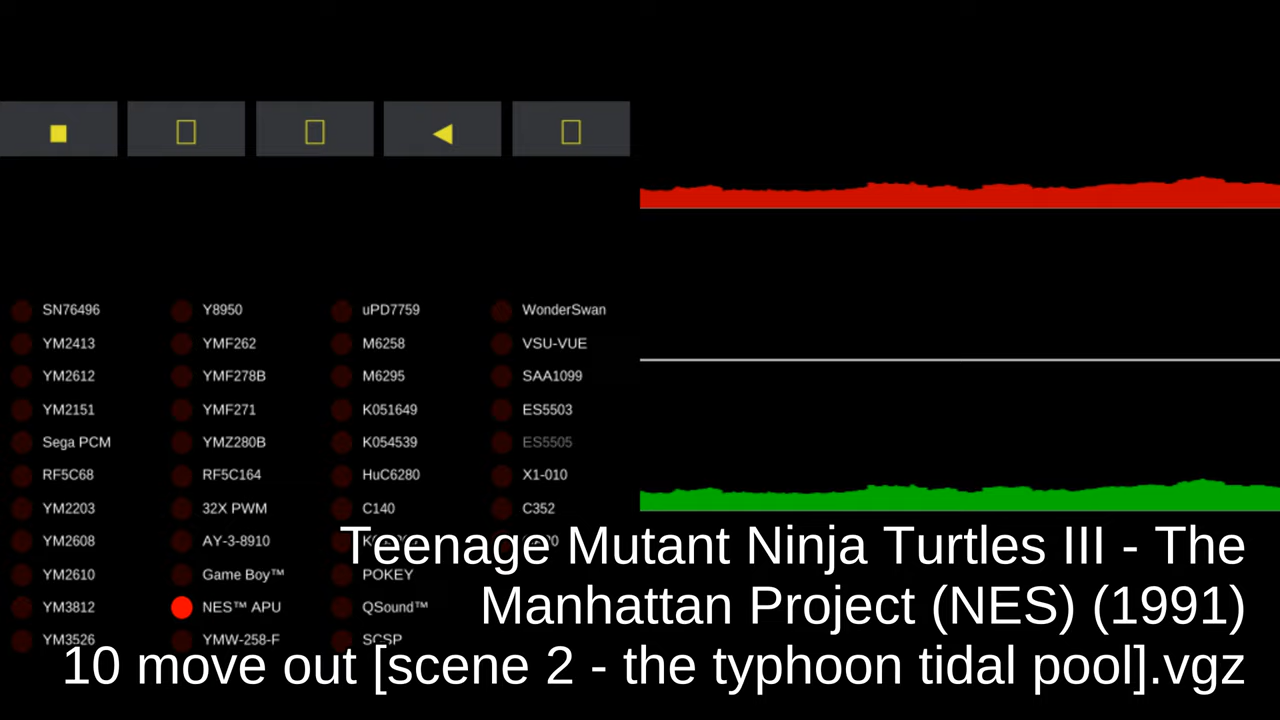 SN76496 Y8950 uPD7759 WonderSwan
YM2413 YMF262 M6258 VSU-VUE
YM2612 YMF278B M6295 SAA1099
YM2151 YMF271 K051649 ES5503
Sega PCM YMZ280B K054539 ES5505
RF5C68 RF5C164 HuC6280 X1-010
YM2203 32X PWM C140 C352
YM2608 AY-3-8910
YM2610 Game Boy™ POKEY
YM3812 NES™ APU QSound™
YM3526 YMW-258-F SCSP
Teenage Mutant Ninja Turtles III - The
Manhattan Project (NES) (1991)
10 move out [scene 2 - the typhoon tidal pool].vgz